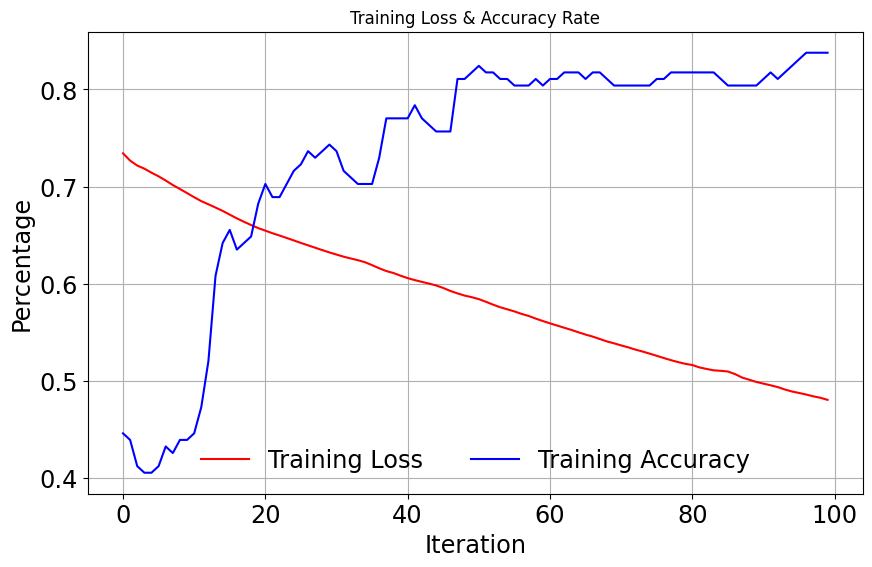 Training Loss & Accuracy Rate
Percentage
0.8
0.7
0.6
0.5
0.4
Training Loss
Training Accuracy
0 20 40 60 80 100
Iteration